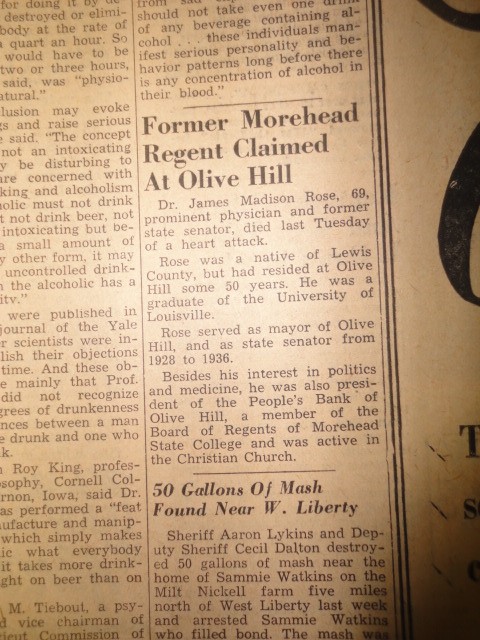 for doing it by de-
destroyed or elimi-
body at the rate of
quart an hour. So
would have to be
two or three hours,
said, was "physio-
atural."
clusion may evoke
gs and raise serious
e said. "The concept
not an intoxicating
y be disturbing to
are concerned with
king and alcoholism
holic must not drink
t not drink beer, not
intoxicating but be-
a small amount of
y other form, it may
uncontrolled drink-
n the alcoholic has a
ity."
were published in
journal of the Yale
r scientists were in-
lish their objections
time. And these ob-
e mainly that Prof.
did not recognize
grees of drunkenness
nces between a man
e drunk and one who
k.
n Roy King, profes-
osophy, Cornell Col-
rnon, Iowa, said Dr.
as performed a "feat
nufacture and manip-
which simply makes
ic what everybody
it takes more drink-
ght on beer than on
M. Tiebout, a psy-
d vice chairman of
cient Commission of
should not take even one drink
of any beverage containing al-
cohol . . . these individuals man-
ifest serious personality and be-
havior patterns long before there
is any concentration of alcohol in
their blood."
Former Morehead
Regent Claimed
At Olive Hill
Dr. James Madison Rose, 69,
prominent physician and former
state senator, died last Tuesday
of a heart attack.
Rose was a native of Lewis
County, but had resided at Olive
Hill some 50 years. He was a
graduate of the University of
Louisville.
Rose served as mayor of Olive
Hill, and as state senator from
1928 to 1936.
Besides his interest in politics
and medicine, he was also presi-
dent of the People's Bank of
Olive Hill, a member of the
Board of Regents of Morehead
State College and was active in
the Christian Church.
50 Gallons Of Mash
Found Near W. Liberty
Sheriff Aaron Lykins and Dep-
uty Sheriff Cecil Dalton destroy-
ed 50 gallons of mash near the
home of Sammie Watkins on the
Milt Nickell farm five miles
north of West Liberty last week
and arrested Sammie Watkins
who filled bond. The mash was